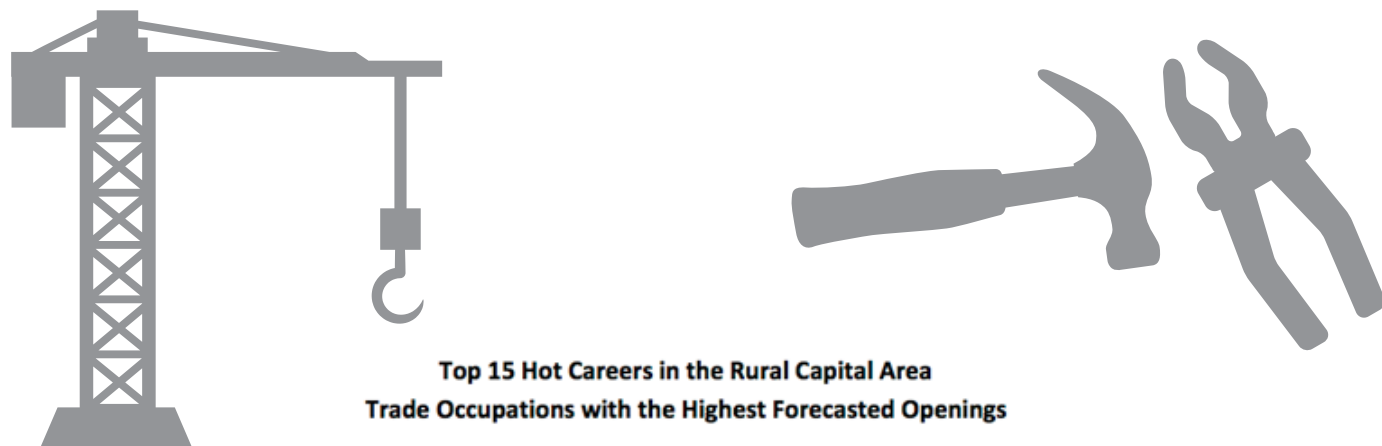 Top 15 Hot Careers in the Rural Capital Area
Trade Occupations with the Highest Forecasted Openings